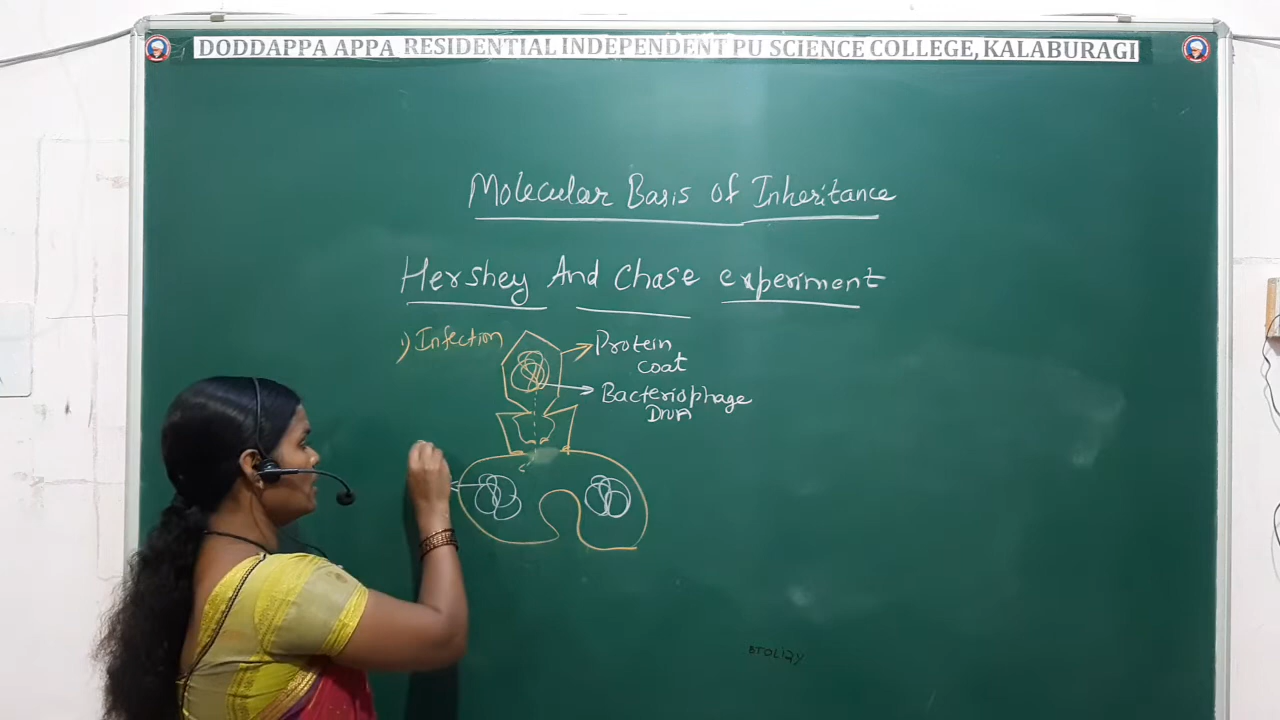 DODDAPPA APPA RESIDENTIAL INDEPENDENT PU SCIENCE COLLEGE, KALABURAGI
Molecular Basis of Inheritance
Hershey And Chase experiment
1) Infection
Protein
coat
Bacteriophage